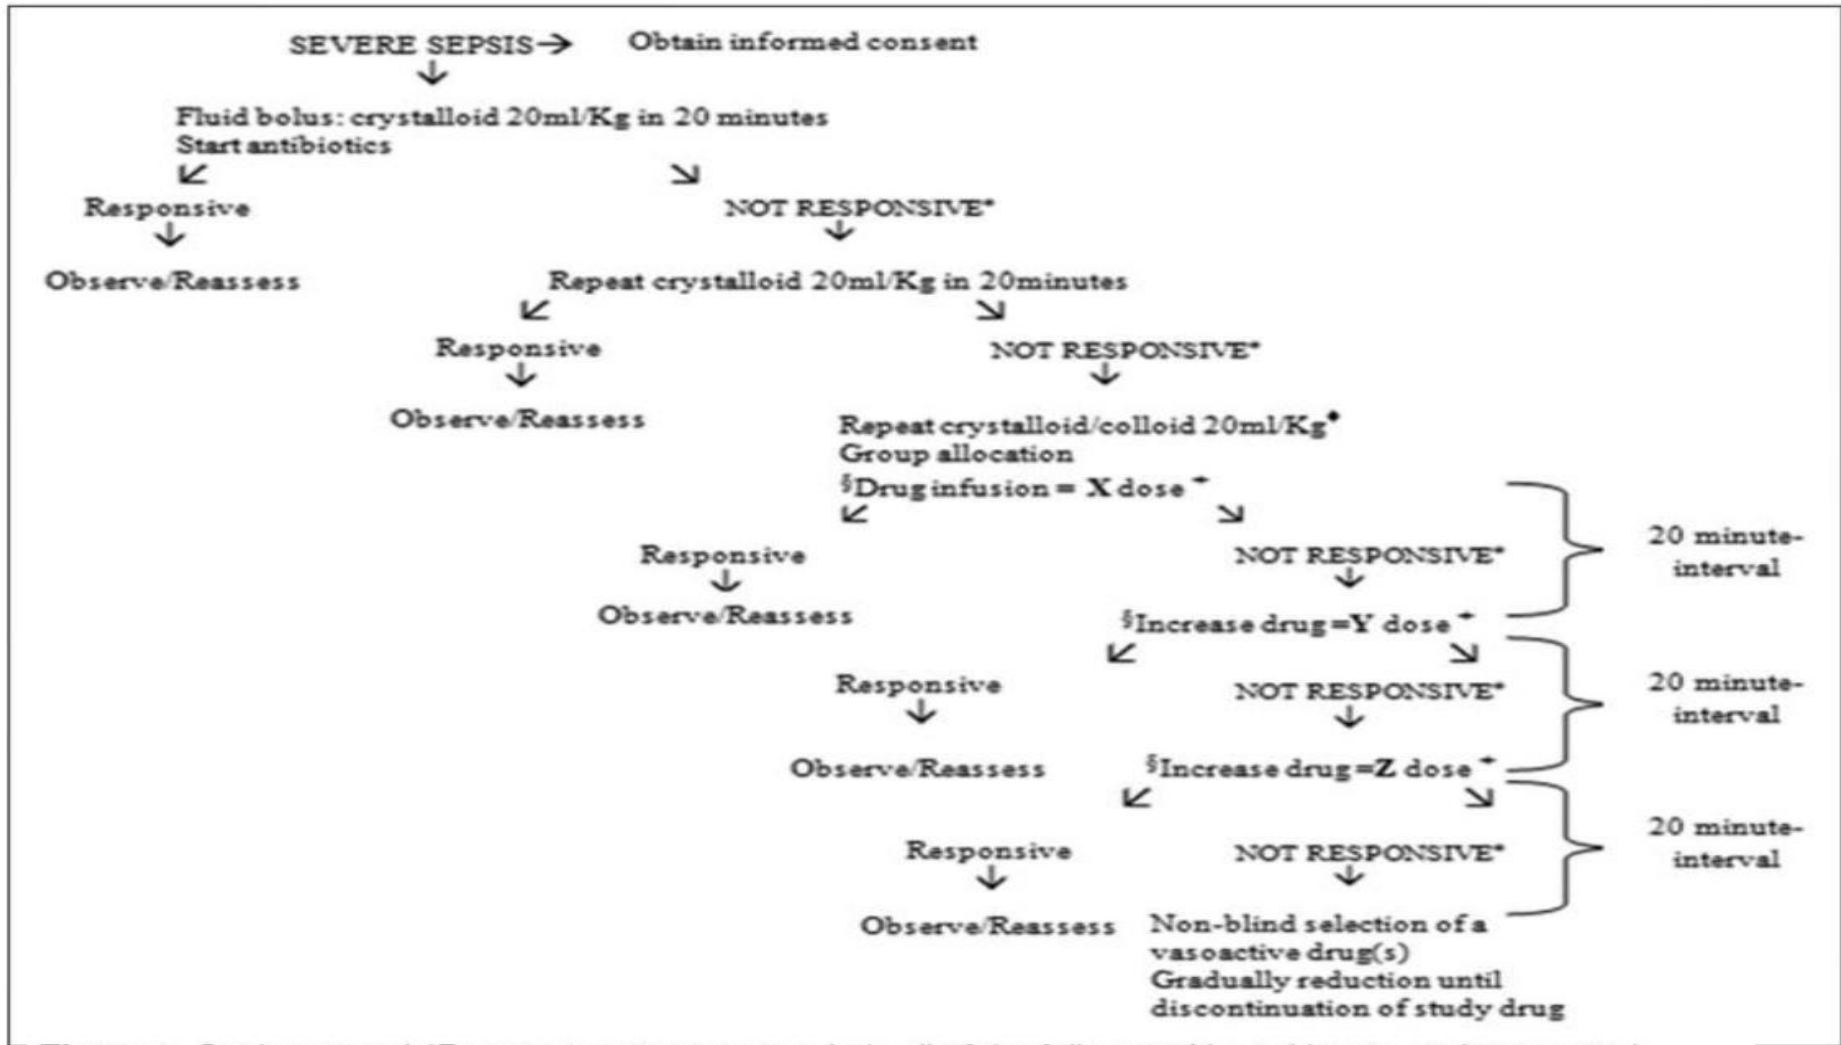 SEVERE SEPSIS→ Obtain informed consent
Fluid bolus: crystalloid 20ml/Kg in 20 minutes
Start antibiotics
Responsive NOT RESPONSIVE*
Observe/Reassess Repeat crystalloid 20ml/Kg in 20minutes
Responsive NOT RESPONSIVE*
Observe/Reassess
Repeat crystalloid/colloid 20ml/Kg♦
Group allocation
§Drug infusion = X dose
20 minute-
interval
Responsive NOT RESPONSIVE*
Observe/Reassess §Increase drug=Y dose
20 minute-
interval
Responsive NOT RESPONSIVE*
Observe/Reassess §Increase drug=Z dose
20 minute-
interval
Responsive NOT RESPONSIVE*
Observe/Reassess
Non-blind selection of a
vasoactive drug(s)
Gradually reduction until
discontinuation of study drug